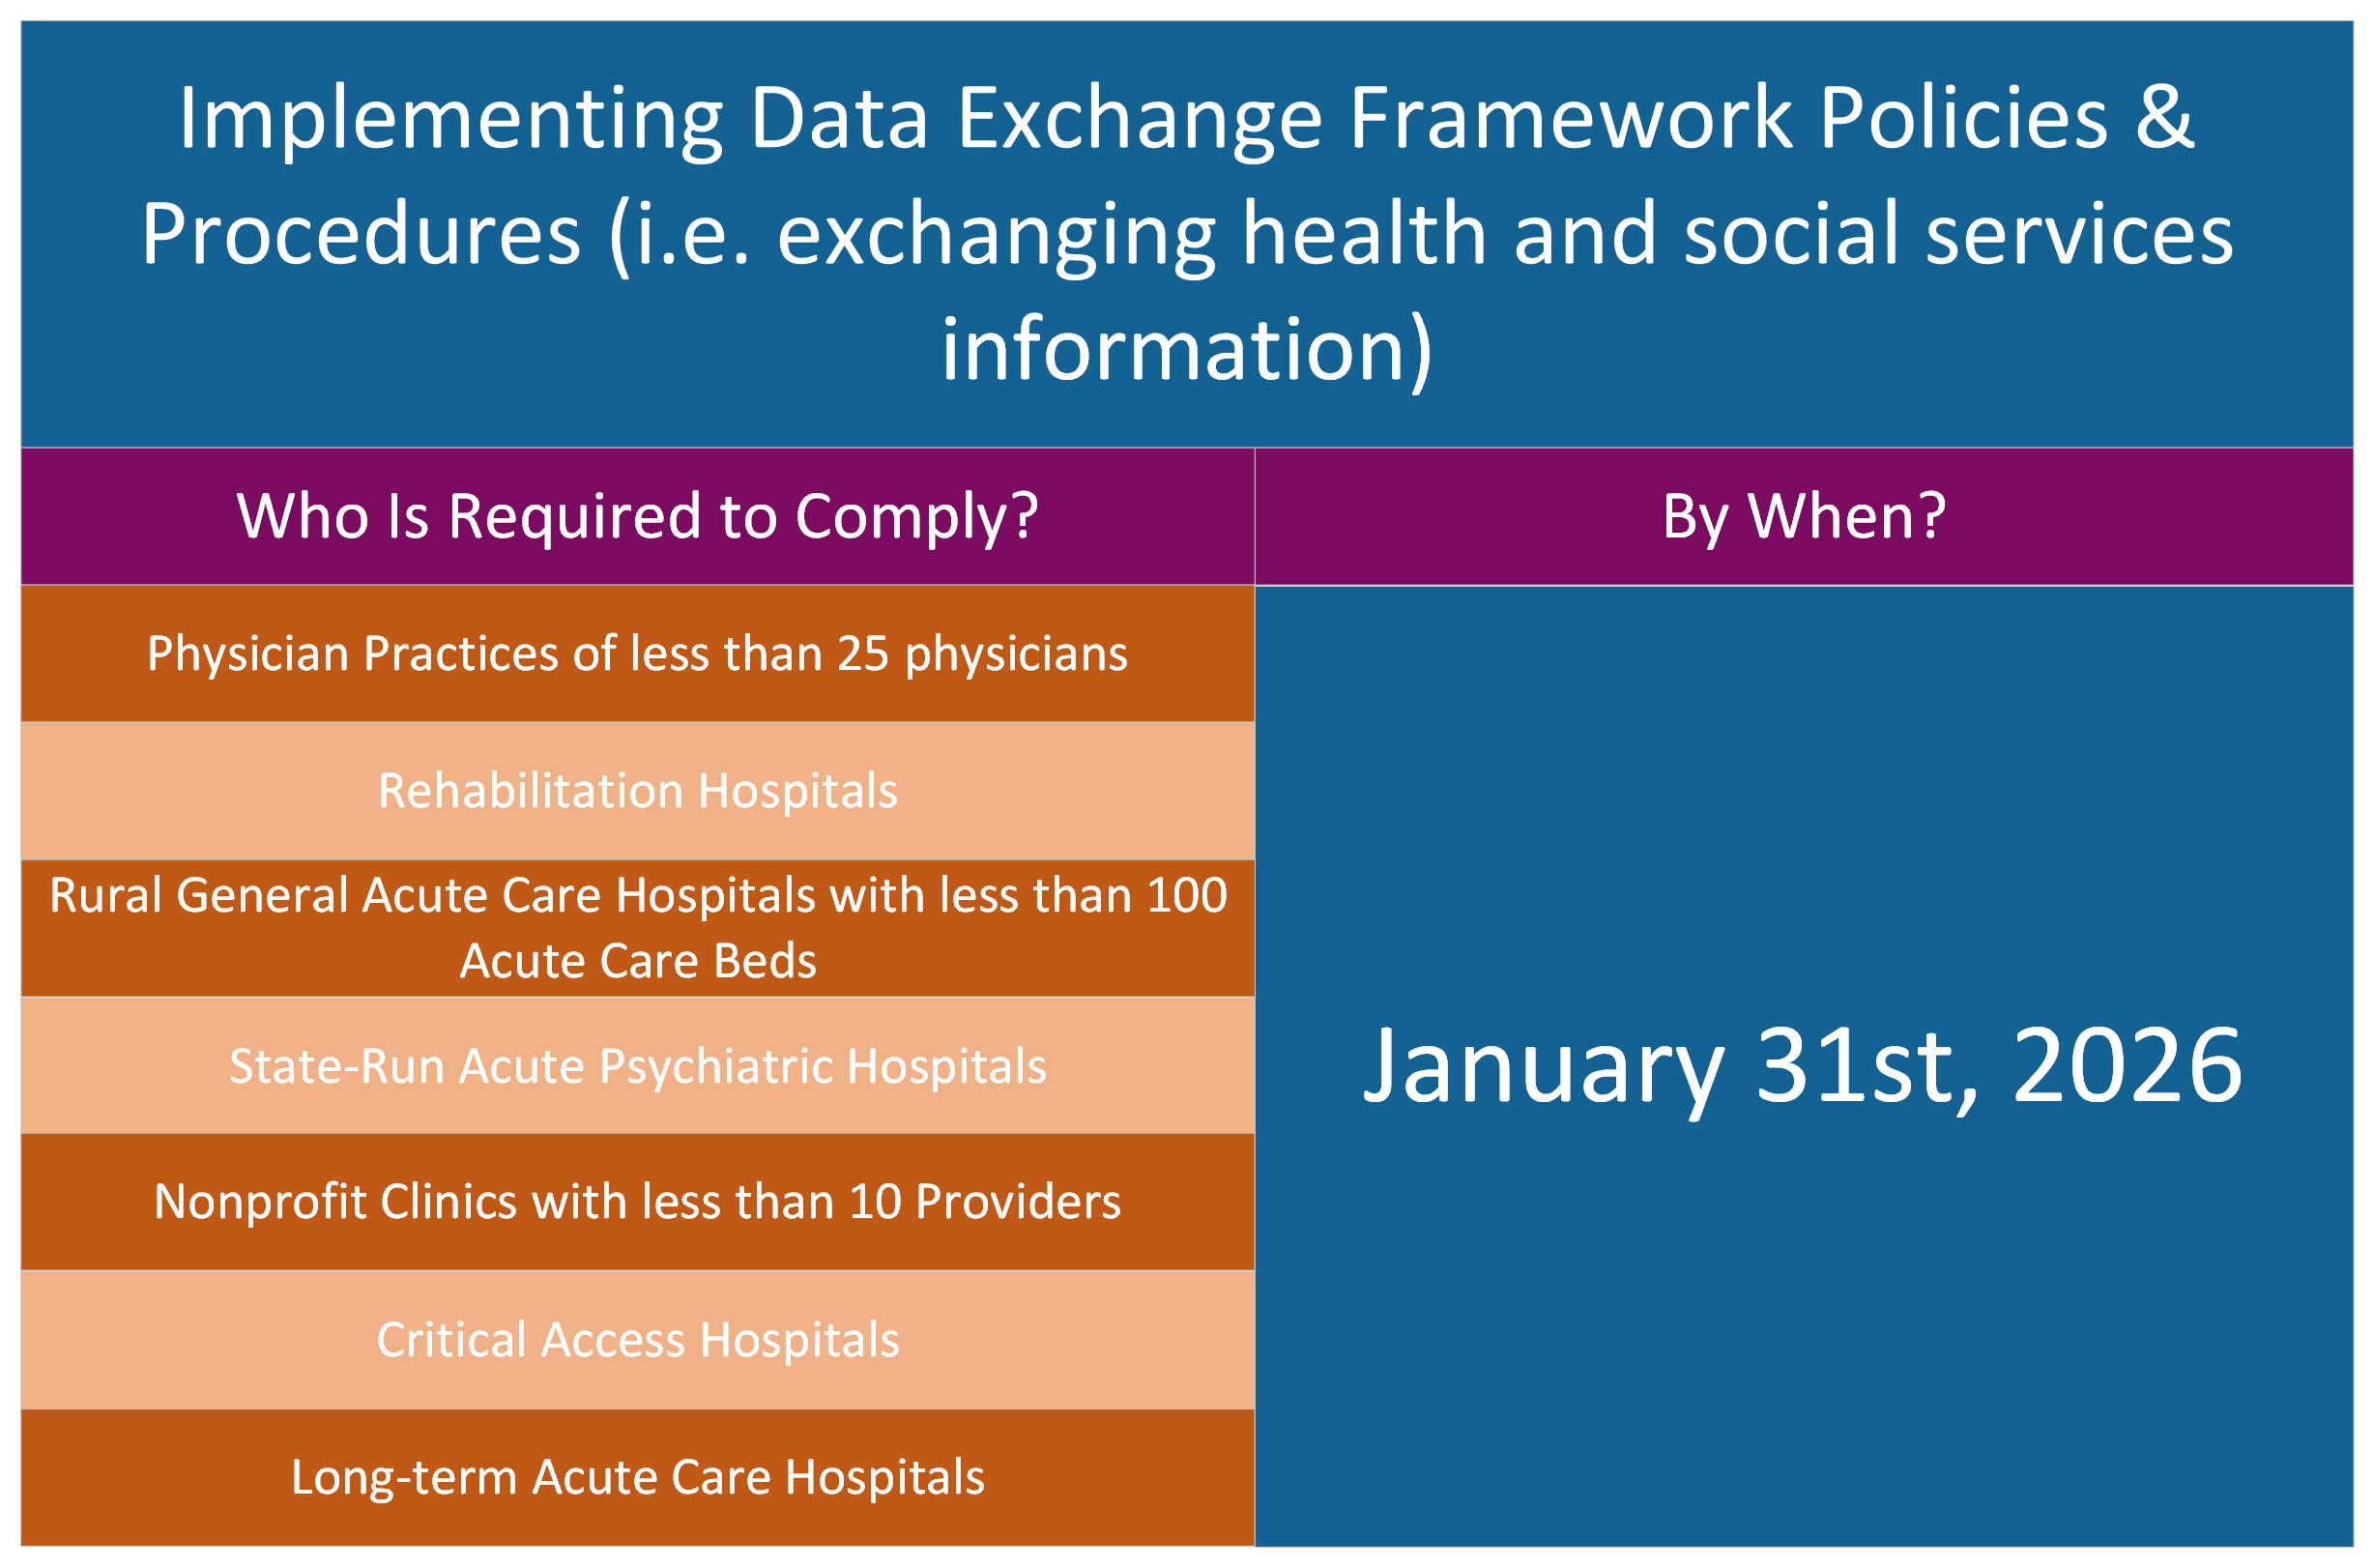 Implementing Data Exchange Framework Policies &
Procedures (i.e. exchanging health and social services
information)
Who Is Required to Comply?
By When?
Physician Practices of less than 25 physicians
Rehabilitation Hospitals
Rural General Acute Care Hospitals with less than 100
Acute Care Beds
State-Run Acute Psychiatric Hospitals
Nonprofit Clinics with less than 10 Providers
Critical Access Hospitals
Long-term Acute Care Hospitals
January 31st, 2026